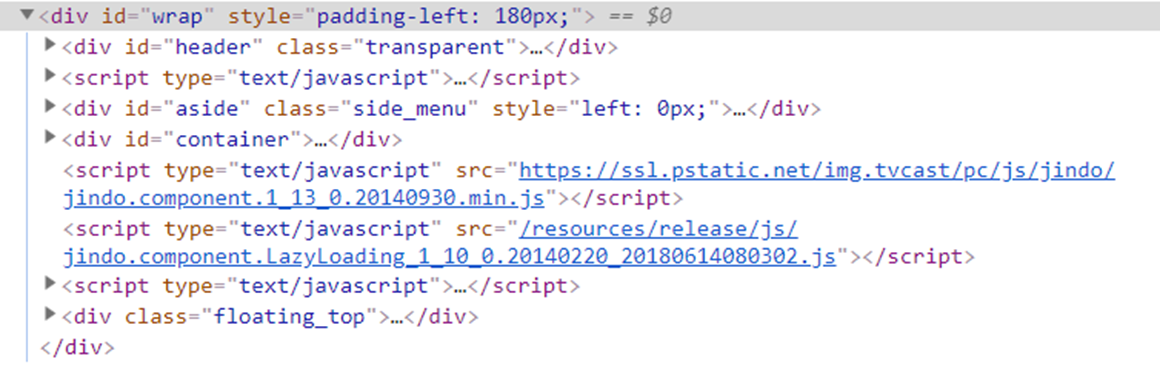 ▼<div id="wrap" style="padding-left: 180px;"> == $0
▶<div id="header" class="transparent">…</div>
▶<script type="text/javascript">…</script>
▶<div id="aside" class="side_menu" style="left: 0px;">…</div>
▶<div id="container">…</div>
<script type="text/javascript" src="https://ssl.pstatic.net/img.tvcast/pc/js/jindo/
jindo.component.1_13_0.20140930.min.js"></script>
<script type="text/javascript" src="/resources/release/js/
jindo.component.LazyLoading_1_10_0.20140220_20180614080302.js"></script>
▶<script type="text/javascript">…</script>
▶<div class="floating_top">…</div>
</div>